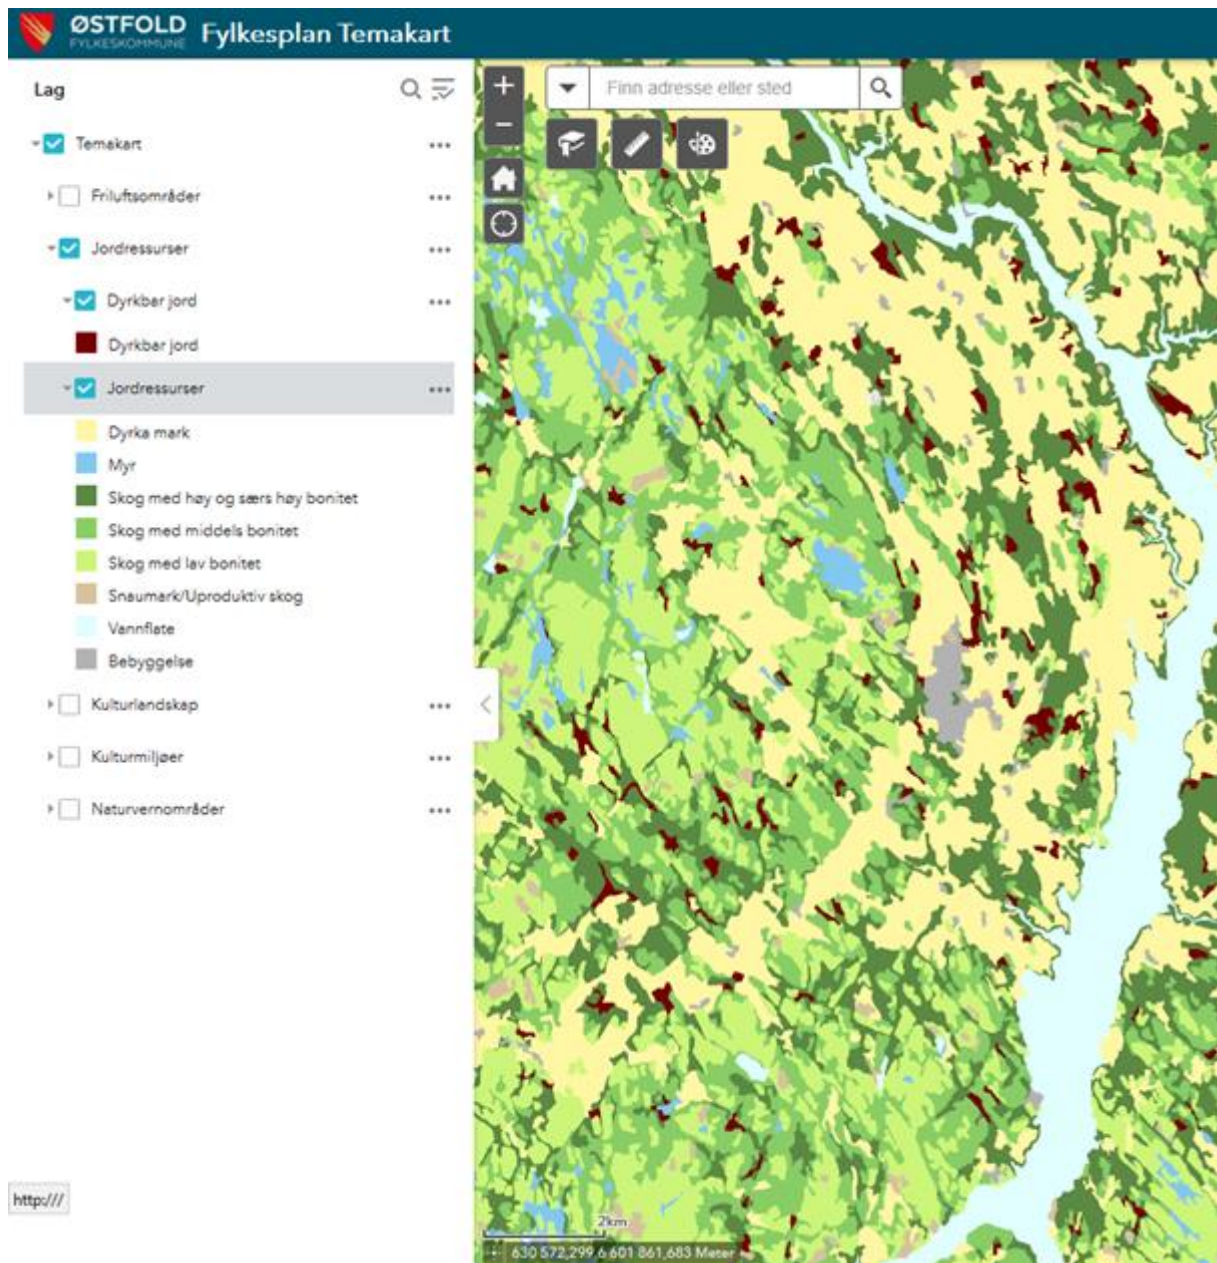 ØSTFOLD
FYLKESKOMMUNE
Fylkesplan Temakart
Lag
Temakart
Friluftsområder
Jordressurser
Dyrkbar jord
Dyrkbar jord
Jordressurser
Dyrka mark
Myr
Skog med høy og særs høy bonitet
Skog med middels bonitet
Skog med lav bonitet
Snaumark/Uproduktiv skog
Vannflate
Bebyggelse
Kulturlandskap
Kulturmiljøer
Naturvernområder
http:///
Finn adresse eller sted
2km
630 572,299 6 601 861,683 Meter